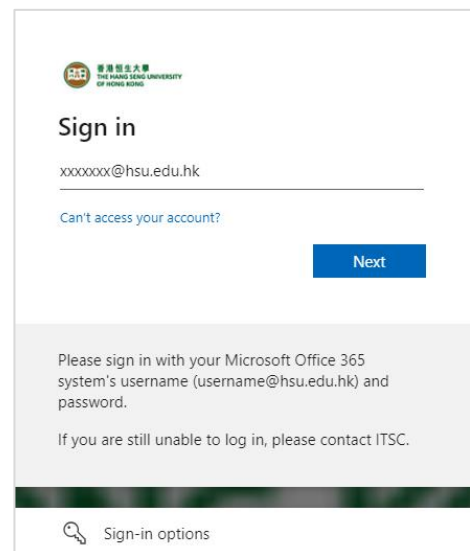 香港恒生大學
THE HANG SENG UNIVERSITY
OF HONG KONG
Sign in
xxxxxxx@hsu.edu.hk
Can't access your account?
Next
Please sign in with your Microsoft Office 365
system's username (username@hsu.edu.hk) and
password.
If you are still unable to log in, please contact ITSC.
Sign-in options